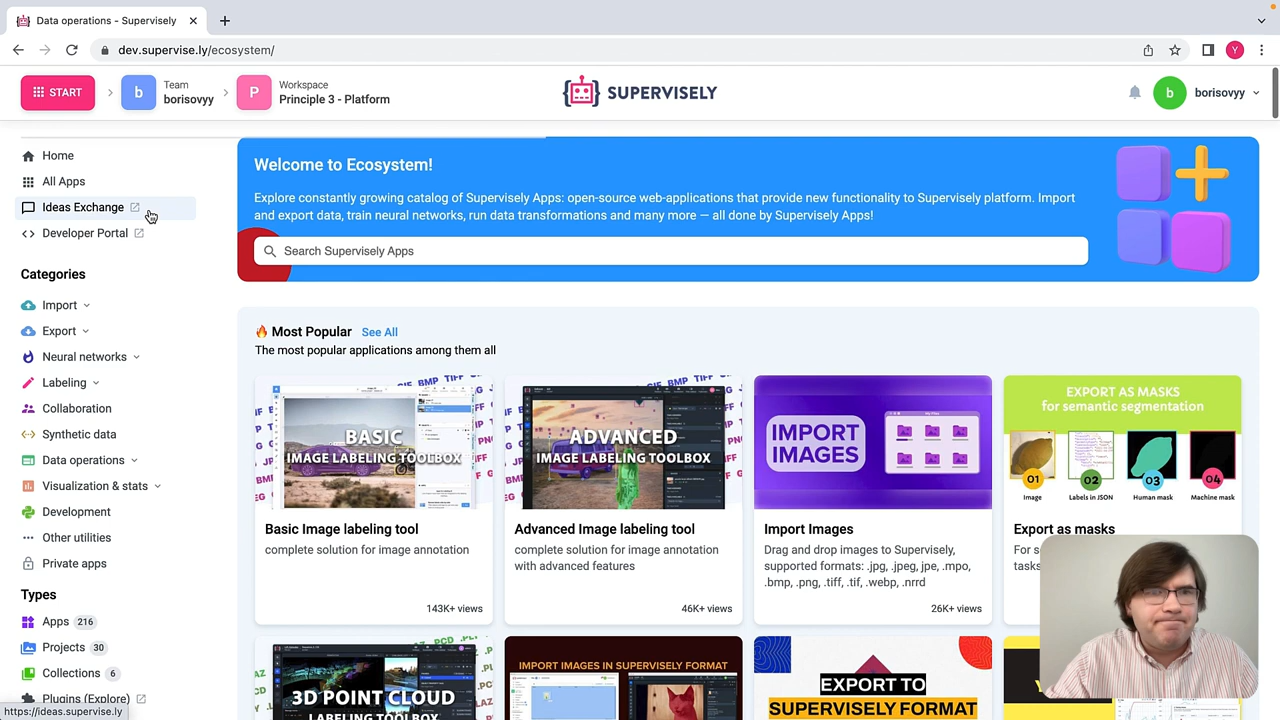 Data operations - Supervisely
dev.supervise.ly/ecosystem/
Y
START
b
Team
borisovyy
P
Workspace
Principle 3 - Platform
SUPERVISELY
b
borisovyy
Home
All Apps
Ideas Exchange
Developer Portal
Categories
Import
Export
Neural networks
Labeling
Collaboration
Synthetic data
Data operations
Visualization & stats
Development
Other utilities
Private apps
Types
Apps 216
Projects 30
Collections 6
Plugins (Explore)
https://ideas.supervise.ly
Welcome to Ecosystem!
Explore constantly growing catalog of Supervisely Apps: open-source web-applications that provide new functionality to Supervisely platform. Import
and export data, train neural networks, run data transformations and many more — all done by Supervisely Apps!
Search Supervisely Apps
Most Popular See All
The most popular applications among them all
BASIC
IMAGE LABELING TOOLBOX
Basic Image labeling tool
complete solution for image annotation
143K+ views
ADVANCED
IMAGE LABELING TOOLBOX
Advanced Image labeling tool
complete solution for image annotation
with advanced features
46K+ views
IMPORT
IMAGES
Import Images
Drag and drop images to Supervisely,
supported formats: .jpg, .jpeg, jpe, .mpo,
.bmp, .png, .tiff, .tif, .webp, .nrrd
26K+ views
EXPORT AS MASKS
for semantic segmentation
01 02 03 04
Image Labels in JSON Human mask Machine mask
Export as masks
3D POINT CLOUD
LABELING TOOLBOX
IMPORT IMAGES IN SUPERVISELY FORMAT
EXPORT TO
SUPERVISELY FORMAT